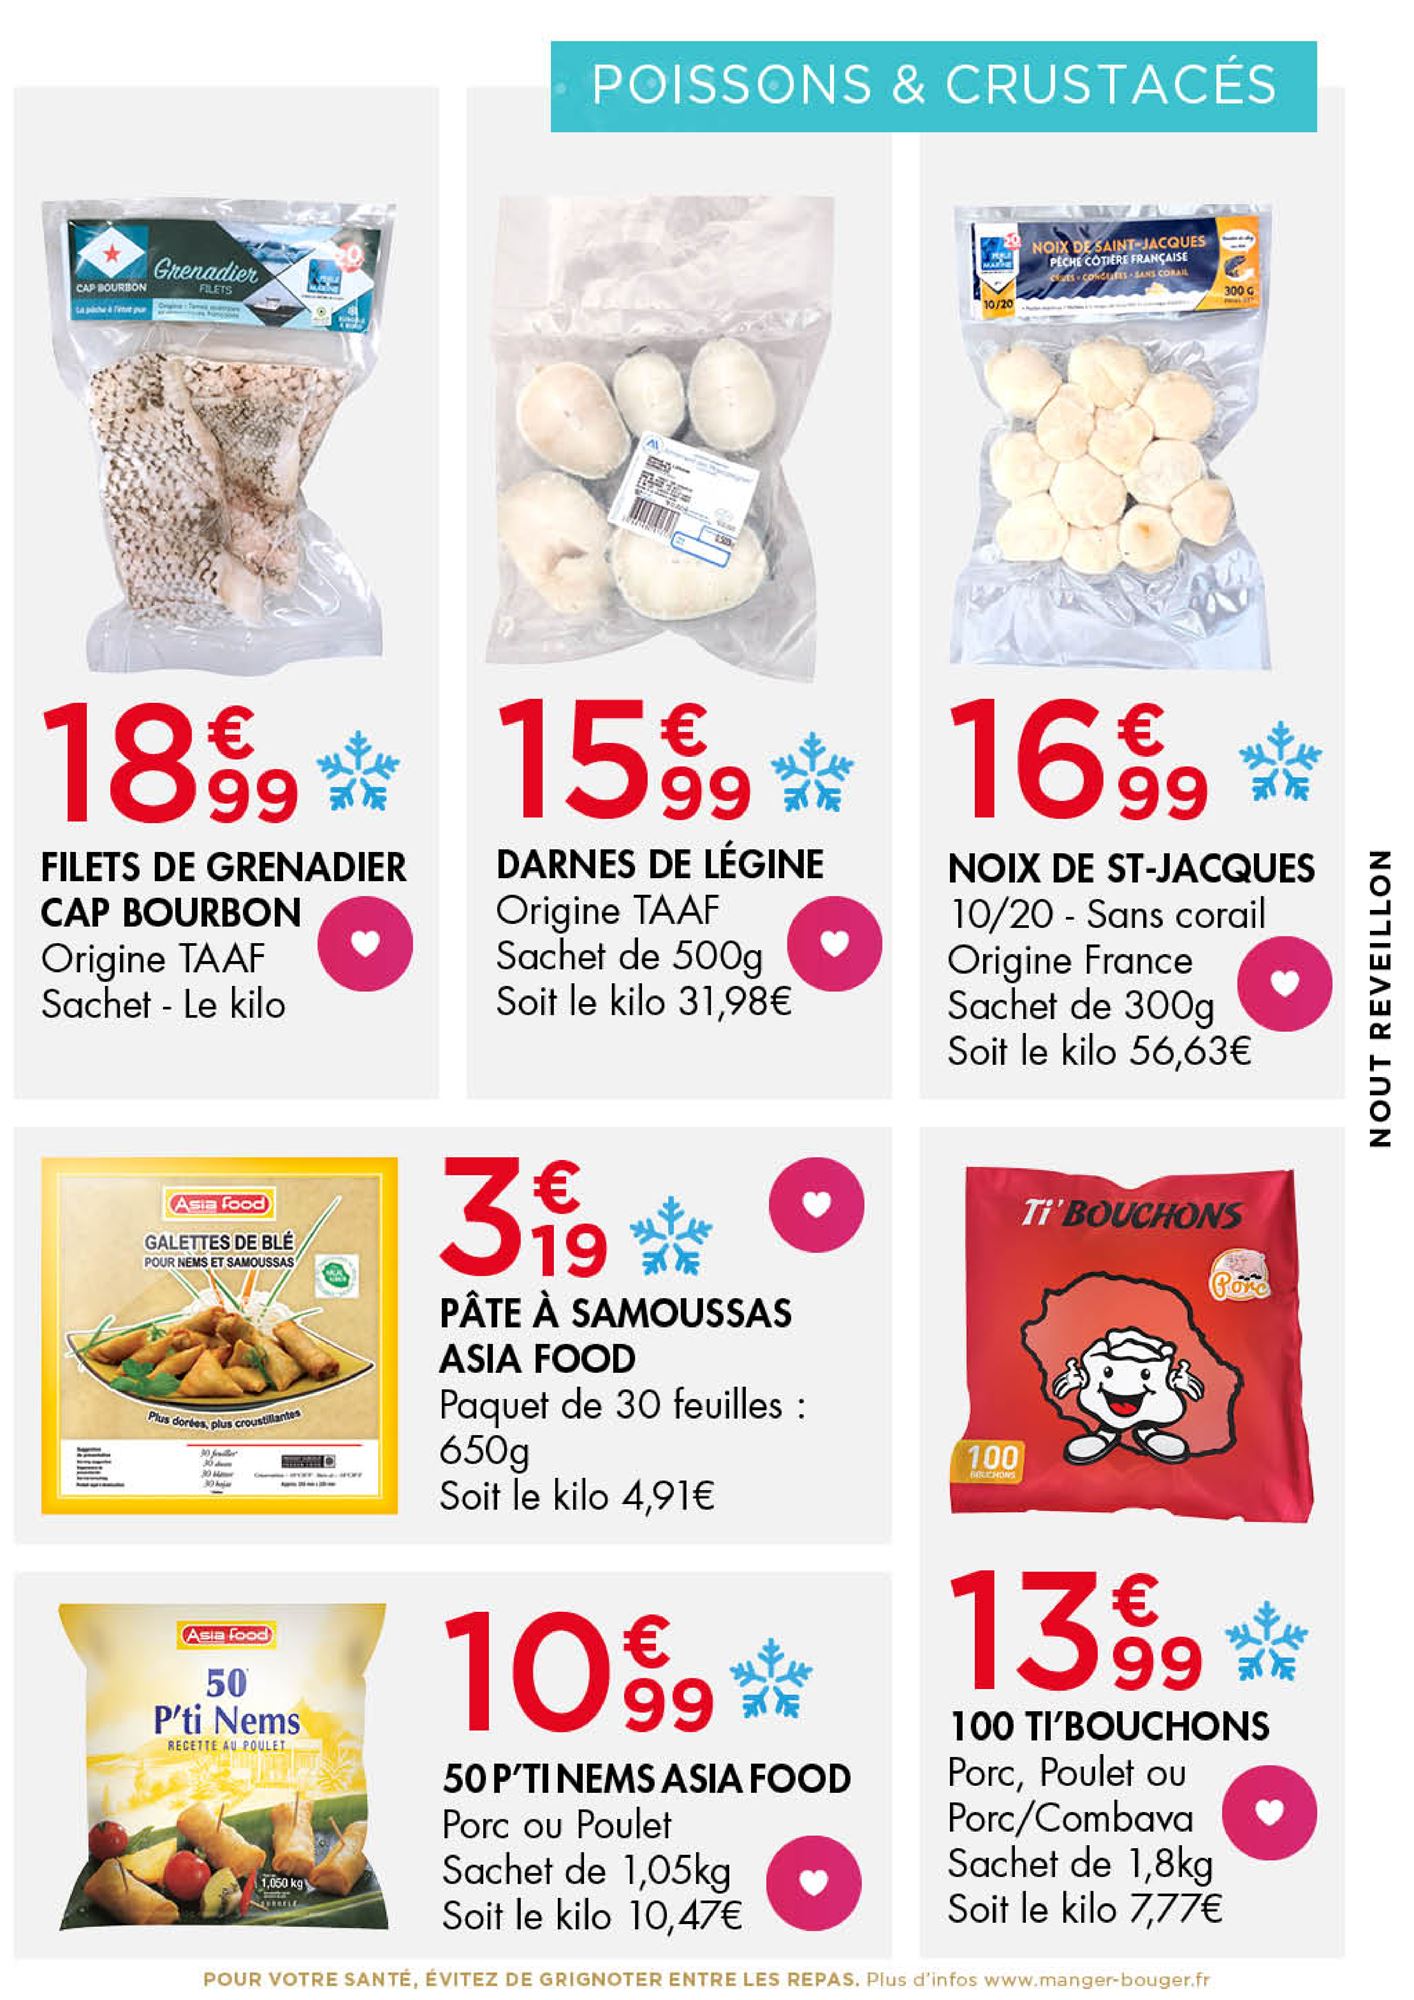 POISSONS & CRUSTACÉS
CAP BOURBON
La pêche à l'état pur
Grenadier
FILETS
NOIX DE SAINT-JACQUES
PÊCHE CÔTIÈRE FRANÇAISE
CRUES - CONGELÉES - SANS CORAIL
10/20
300 G
18€99
FILETS DE GRENADIER
CAP BOURBON
Origine TAAF
Sachet - Le kilo
15€99
DARNES DE LÉGINE
Origine TAAF
Sachet de 500g
Soit le kilo 31,98€
16€99
NOIX DE ST-JACQUES
10/20 - Sans corail
Origine France
Sachet de 300g
Soit le kilo 56,63€
NOUT REVEILLON
Asia Food
GALETTES DE BLÉ
POUR NEMS ET SAMOUSSAS
Plus dorées, plus croustillantes
30 feuilles
3€19
PÂTE À SAMOUSSAS
ASIA FOOD
Paquet de 30 feuilles :
650g
Soit le kilo 4,91€
Ti'BOUCHONS
Porc
100
BOUCHONS
13€99
100 TI'BOUCHONS
Porc, Poulet ou
Porc/Combava
Sachet de 1,8kg
Soit le kilo 7,77€
Asia Food
50
P'ti Nems
RECETTE AU POULET
1,050 kg
SURGELÉ
10€99
50 P'TI NEMS ASIA FOOD
Porc ou Poulet
Sachet de 1,05kg
Soit le kilo 10,47€
POUR VOTRE SANTÉ, ÉVITEZ DE GRIGNOTER ENTRE LES REPAS. Plus d'infos www.manger-bouger.fr